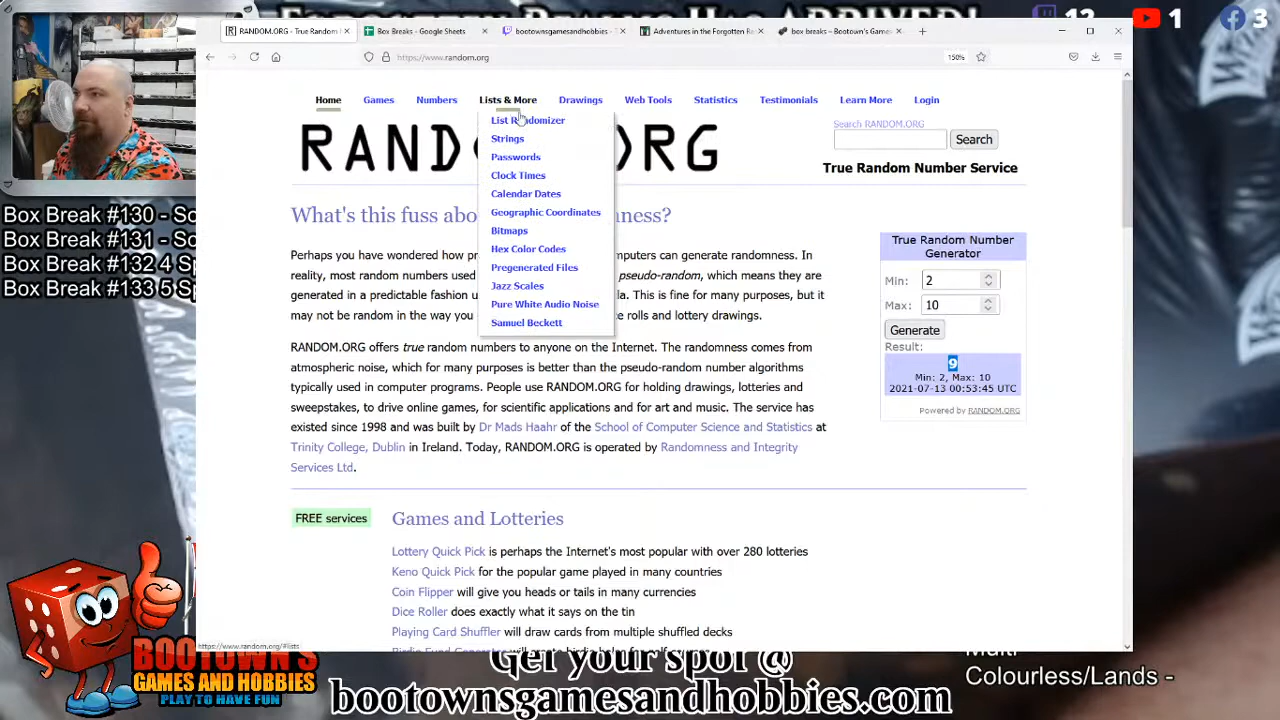 12 1 3
RANDOM.ORG - True Random
Box Breaks - Google Sheets
bootownsgamesandhobbies -
Adventures in the Forgotten Re
box breaks – Bootown's Games
https://www.random.org
150%
Home Games Numbers Lists & More Drawings Web Tools Statistics Testimonials Learn More Login
List Randomizer
Strings
Passwords
Clock Times
Calendar Dates
Geographic Coordinates
Bitmaps
Hex Color Codes
Pregenerated Files
Jazz Scales
Pure White Audio Noise
Samuel Beckett
Search RANDOM.ORG
Search
True Random Number Service
What's this fuss abo
ness?
Perhaps you have wondered how pr
mputers can generate randomness. In
reality, most random numbers used
pseudo-random, which means they are
generated in a predictable fashion u
la. This is fine for many purposes, but it
may not be random in the way you
e rolls and lottery drawings.
RANDOM.ORG offers true random numbers to anyone on the Internet. The randomness comes from
atmospheric noise, which for many purposes is better than the pseudo-random number algorithms
typically used in computer programs. People use RANDOM.ORG for holding drawings, lotteries and
sweepstakes, to drive online games, for scientific applications and for art and music. The service has
existed since 1998 and was built by Dr Mads Haahr of the School of Computer Science and Statistics at
Trinity College, Dublin in Ireland. Today, RANDOM.ORG is operated by Randomness and Integrity
Services Ltd.
True Random Number
Generator
Min: 2
Max: 10
Generate
Result:
9
Min: 2, Max: 10
2021-07-13 00:53:45 UTC
Powered by RANDOM.ORG
FREE services
Games and Lotteries
Lottery Quick Pick is perhaps the Internet's most popular with over 280 lotteries
Keno Quick Pick for the popular game played in many countries
Coin Flipper will give you heads or tails in many currencies
Dice Roller does exactly what it says on the tin
Playing Card Shuffler will draw cards from multiple shuffled decks
https://www.random.org/#lists
Box Break #130 - So
Box Break #131 - So
Box Break #132 4 Sp
Box Break #133 5 Sp
BOOTOWN'S
GAMES AND HOBBIES
PLAY TO HAVE FUN
Get your spot @
bootownsgamesandhobbies.com
Colourless/Lands -